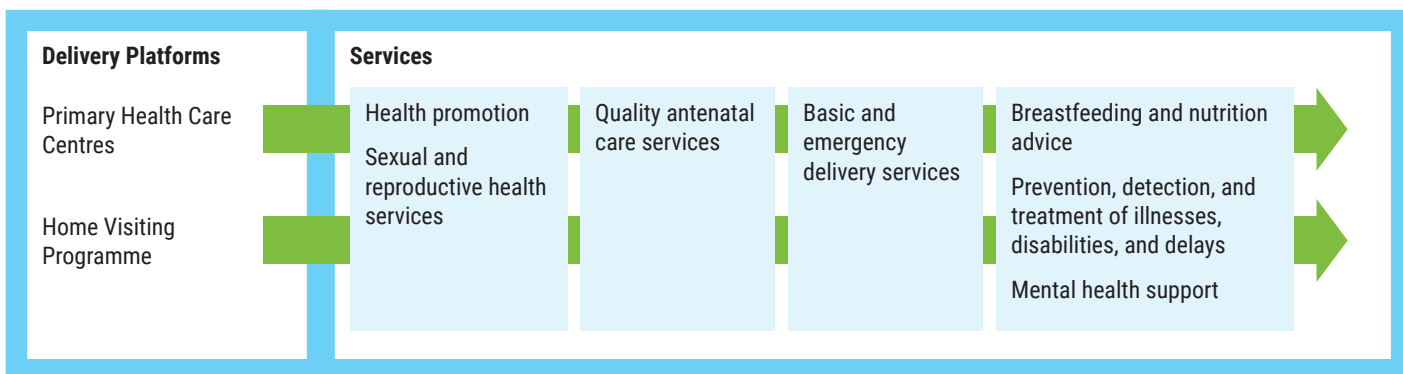 Delivery Platforms
Primary Health Care
Centres
Home Visiting
Programme
Services
Health promotion
Sexual and
reproductive health
services
Quality antenatal
care services
Basic and
emergency
delivery services
Breastfeeding and nutrition
advice
Prevention, detection, and
treatment of illnesses,
disabilities, and delays
Mental health support